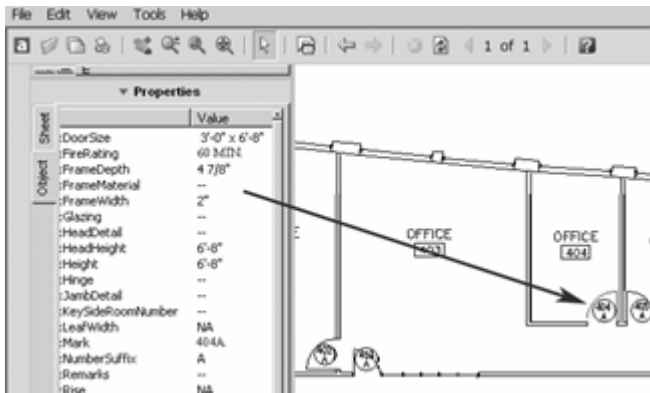 File Edit View Tools Help
1 of 1
Properties
Value
Sheet
Object
:DoorSize 3'-0" x 6'-8"
:FireRating 60 MIN.
:FrameDepth 4 7/8"
:FrameMaterial --
:FrameWidth 2"
:Glazing --
:HeadDetail --
:HeadHeight 6'-8"
:Height 6'-8"
:Hinge --
:JambDetail --
:KeySideRoomNumber --
:LeafWidth NA
:Mark 404A
:NumberSuffix A
:Remarks --
:Rise NA
E
OFFICE
403
OFFICE
404
404
A
A
A
A